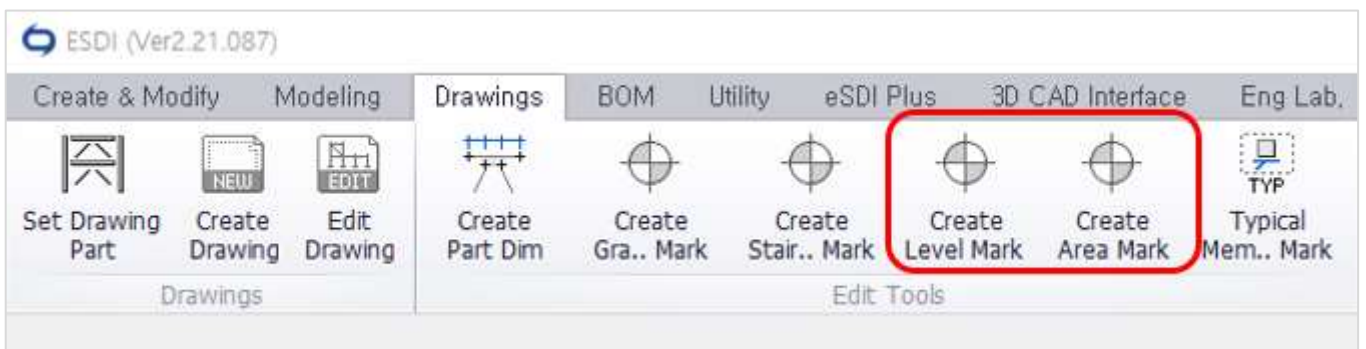 ESDI (Ver2.21.087)
Create & Modify Modeling Drawings BOM Utility eSDI Plus 3D CAD Interface Eng Lab,
NEW EDIT TYP
Set Drawing Create Edit Create Create Create Create Create Typical
Part Drawing Drawing Part Dim Gra.. Mark Stair.. Mark Level Mark Area Mark Mem.. Mark
Drawings Edit Tools